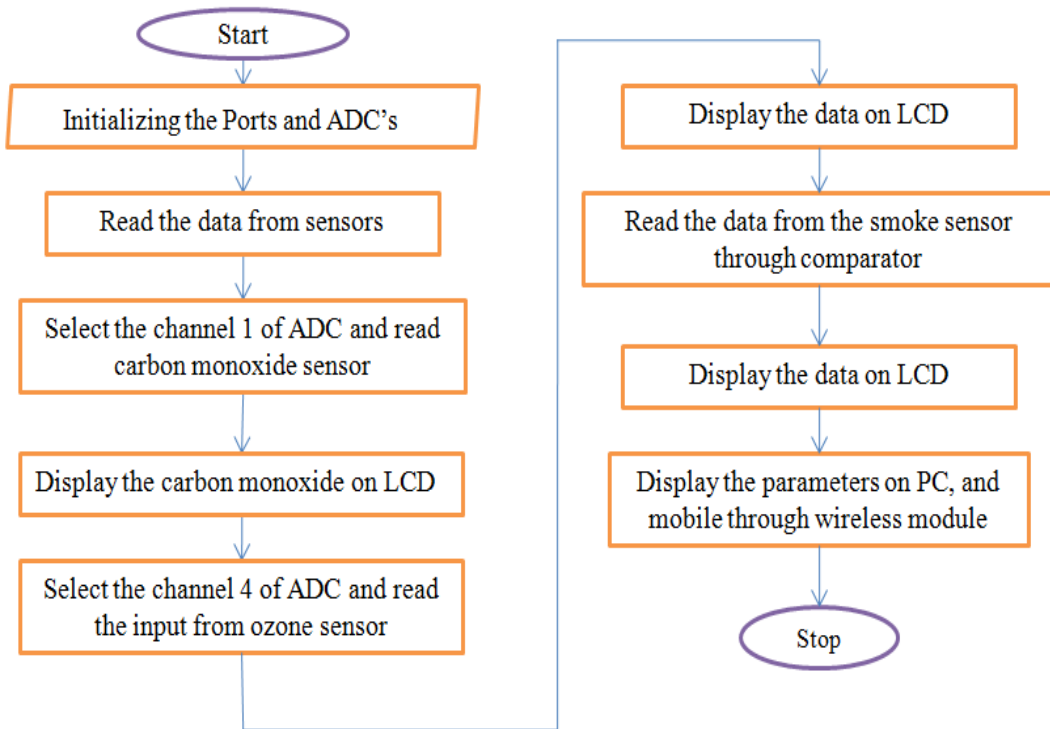 Start
Initializing the Ports and ADC's
Read the data from sensors
Select the channel 1 of ADC and read
carbon monoxide sensor
Display the carbon monoxide on LCD
Select the channel 4 of ADC and read
the input from ozone sensor
Display the data on LCD
Read the data from the smoke sensor
through comparator
Display the data on LCD
Display the parameters on PC, and
mobile through wireless module
Stop